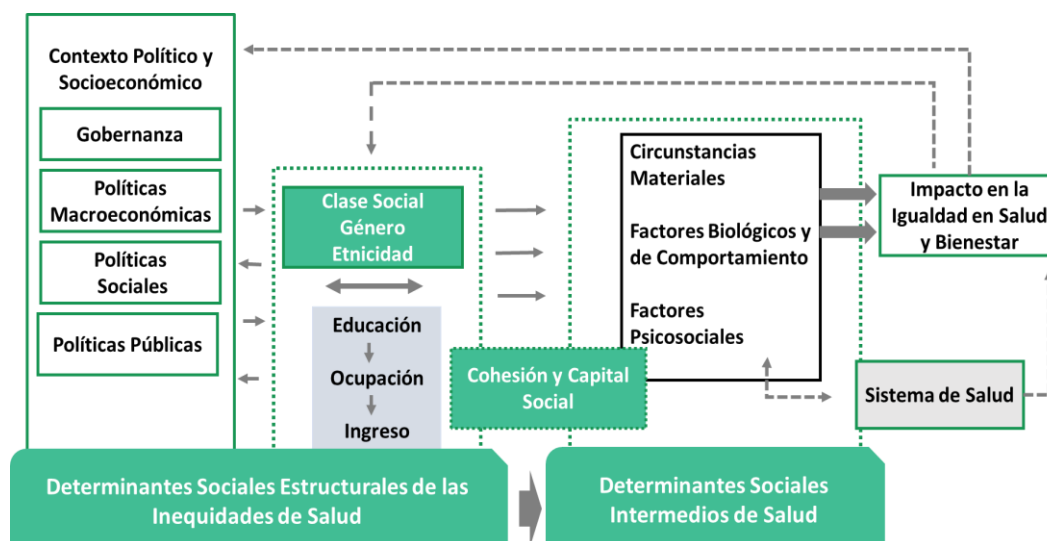 Contexto Político y
Socioeconómico
Gobernanza
Políticas
Macroeconómicas
Políticas
Sociales
Políticas Públicas
Clase Social
Género
Etnicidad
Educación
Ocupación
Ingreso
Cohesión y Capital
Social
Circunstancias
Materiales
Factores Biológicos y
de Comportamiento
Factores
Psicosociales
Impacto en la
Igualdad en Salud
y Bienestar
Sistema de Salud
Determinantes Sociales Estructurales de las
Inequidades de Salud
Determinantes Sociales
Intermedios de Salud